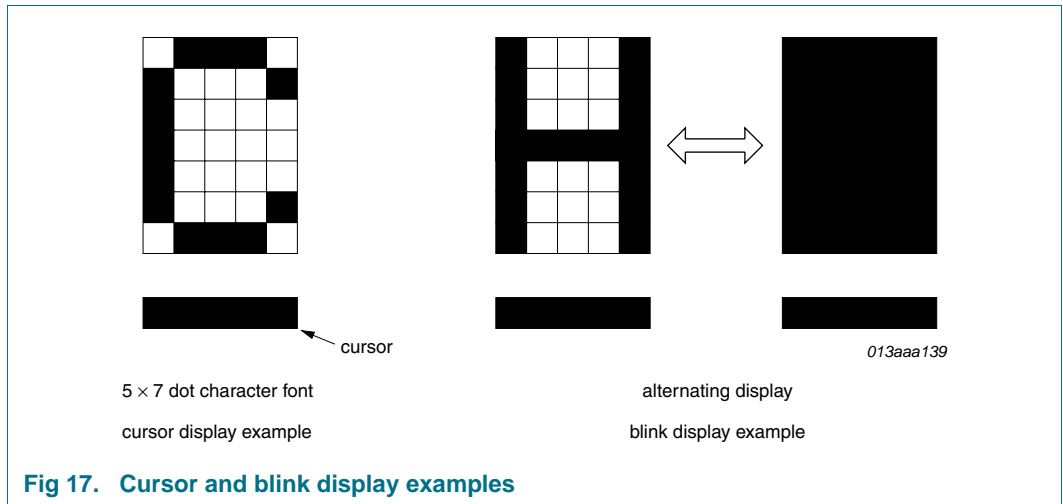 cursor
013aaa139
5 × 7 dot character font
alternating display
cursor display example
blink display example
Fig 17. Cursor and blink display examples